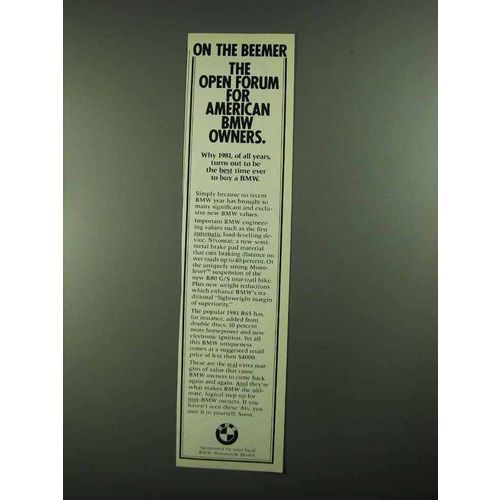 ON THE BEEMER
THE
OPEN FORUM
FOR
AMERICAN
BMW
OWNERS.
Why 1981, of all years,
turns out to be
the best time ever
to buy a BMW.
Simply because no recent
BMW year has brought so
many significant and exclu-
sive new BMW values.
Important BMW engineer-
ing values such as the first
automatic load-levelling de-
vice, Nivomat; a new semi-
metal brake pad material
that cuts braking distance on
wet roads up to 40 percent. Or
the uniquely strong Mono-
lever™ suspension of the
new R80 G/S tour-trail bike.
Plus new weight reductions
which enhance BMW's tra-
ditional "lightweight margin
of superiority."
The popular 1981 R65 has,
for instance, added front
double discs, 10 percent
more horsepower and new
electronic ignition. Yet all
this BMW uniqueness
comes at a suggested retail
price of less than $4000.
These are the real extra mar-
gins of value that cause
BMW owners to come back
again and again. And they're
what makes BMW the ulti-
mate, logical step up for
non-BMW owners. If you
haven't seen these '81s, you
owe it to yourself. Soon.
BMW
Sponsored by your local
BMW Motorcycle Dealer